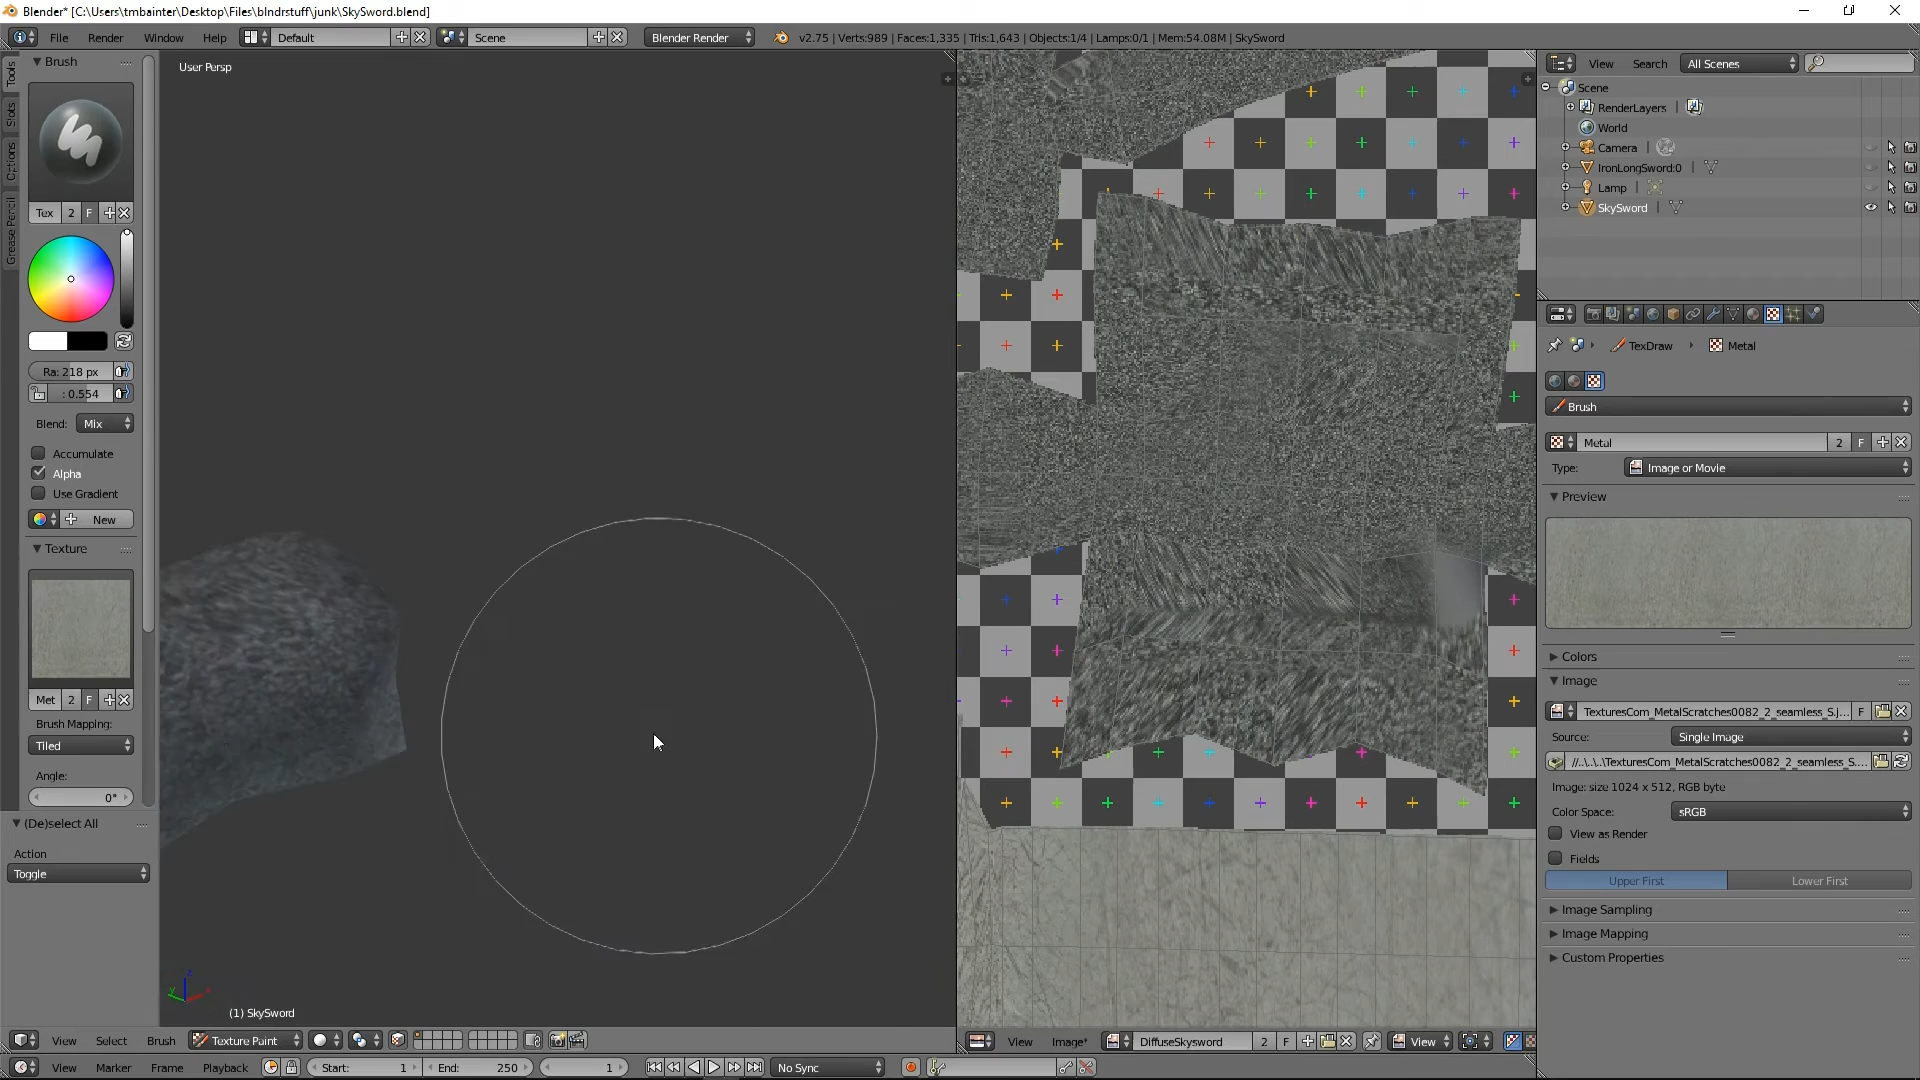 Blender* [C:\Users\tmbainter\Desktop\Files\blndrstuff\junk\SkySword.blend]
File Render Window Help Default Scene Blender Render v2.75 | Verts:989 | Faces:1,335 | Tris:1,643 | Objects:1/4 | Lamps:0/1 | Mem:54.08M | SkySword
Tools
Slots
Options
Grease Pencil
Brush
Tex 2 F
Ra: 218 px
: 0.554
Blend: Mix
Accumulate
Alpha
Use Gradient
New
Texture
Met 2 F
Brush Mapping:
Tiled
Angle:
0°
(De)select All
Action
Toggle
User Persp
(1) SkySword
View Select Brush Texture Paint
View Image* DiffuseSkysword 2 F View
View Marker Frame Playback Start: 1 End: 250 1 No Sync
View Search All Scenes
Scene
RenderLayers
World
Camera
IronLongSword:0
Lamp
SkySword
TexDraw Metal
Brush
Metal 2 F
Type: Image or Movie
Preview
Colors
Image
TexturesCom_MetalScratches0082_2_seamless_S.j... F
Source: Single Image
//..\..\..\TexturesCom_MetalScratches0082_2_seamless_S....
Image: size 1024 x 512, RGB byte
Color Space: sRGB
View as Render
Fields
Upper First Lower First
Image Sampling
Image Mapping
Custom Properties